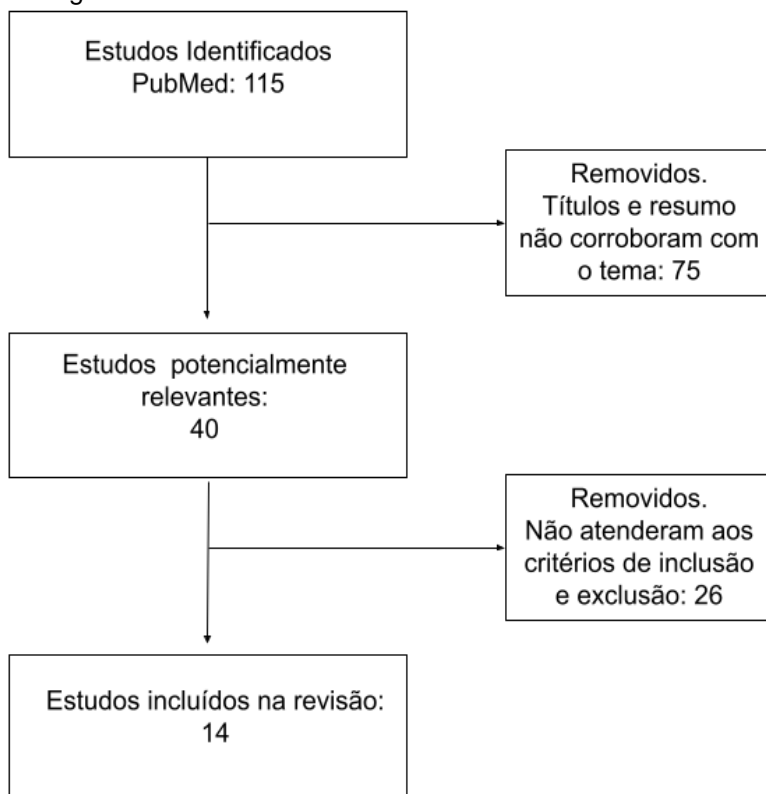 Estudos Identificados
PubMed: 115
Removidos.
Títulos e resumo
não corroboram com
o tema: 75
Estudos potencialmente
relevantes:
40
Removidos.
Não atenderam aos
critérios de inclusão
e exclusão: 26
Estudos incluídos na revisão:
14